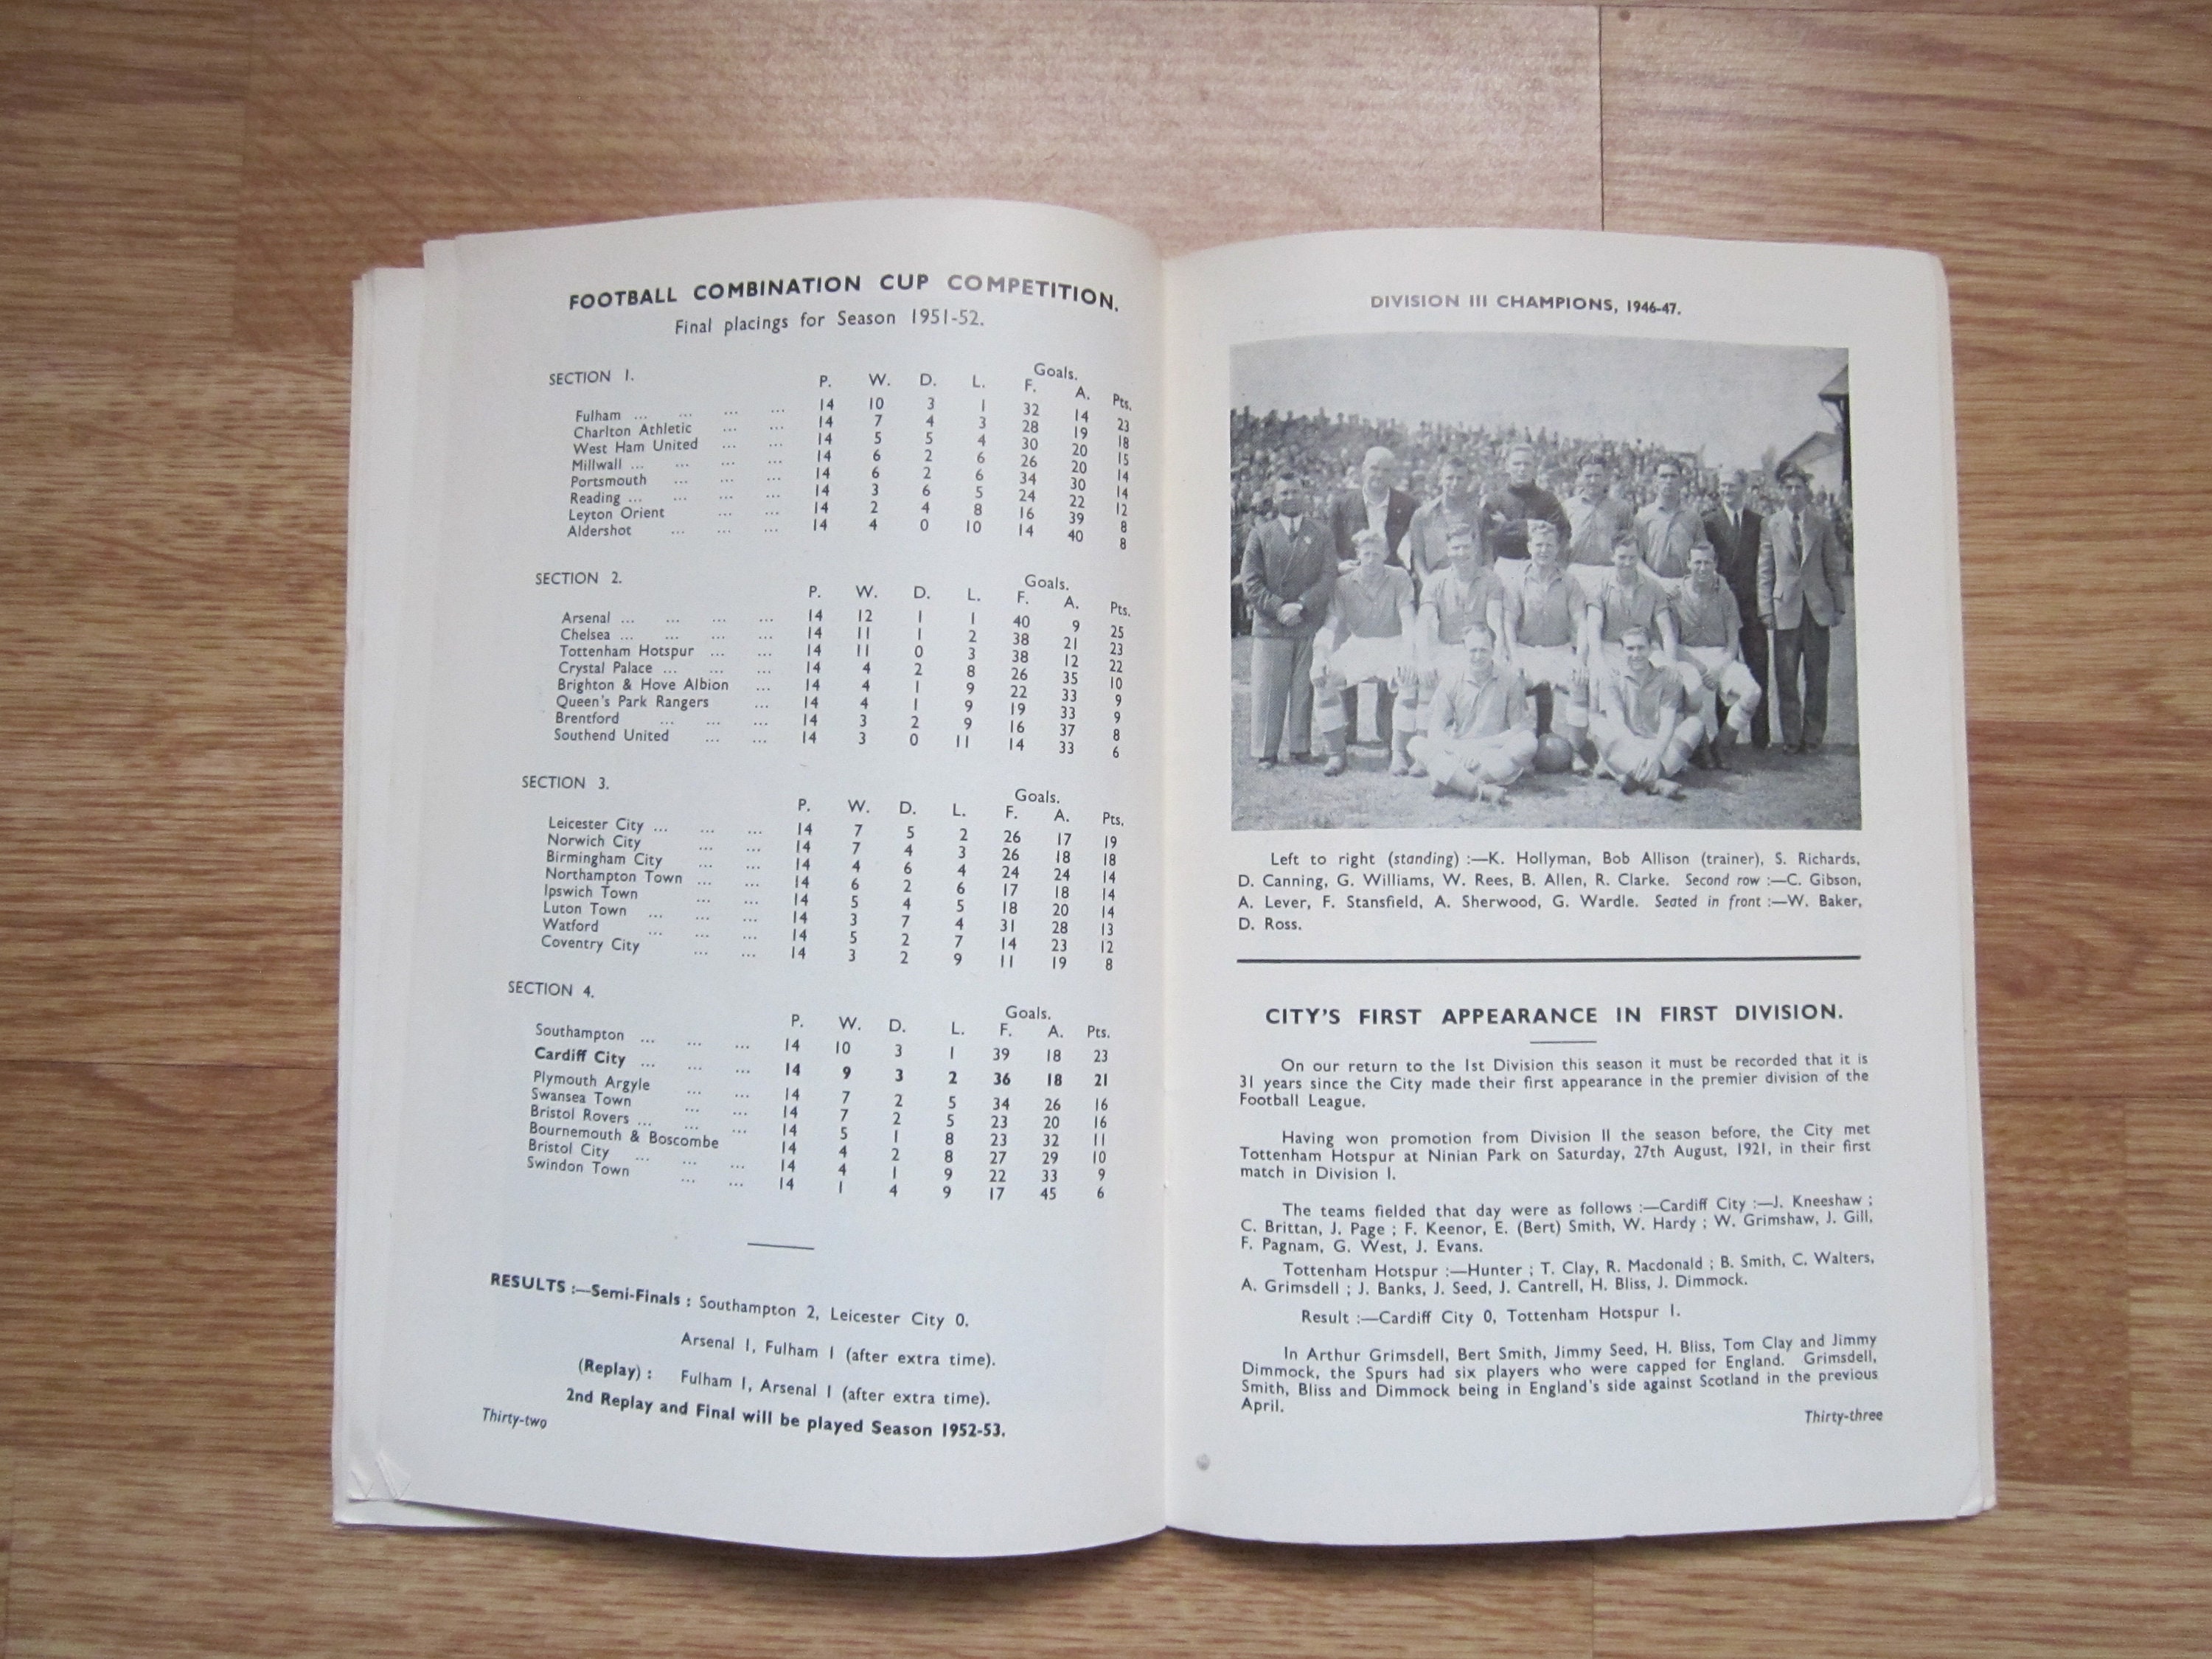 FOOTBALL COMBINATION CUP COMPETITION.
Final placings for Season 1951-52.
SECTION 1.
Goals.
P. W. D. L. F. A. Pts.
Fulham ... ... ... ... 14 10 3 1 32 14 23
Charlton Athletic ... ... 14 7 4 3 28 19 18
West Ham United ... 14 5 5 4 30 20 15
Millwall ... ... ... ... 14 6 2 6 26 20 14
Portsmouth ... ... ... 14 6 2 6 34 30 14
Reading ... ... ... ... 14 3 6 5 24 22 12
Leyton Orient ... ... 14 2 4 8 16 39 8
Aldershot ... ... ... 14 4 0 10 14 40 8
SECTION 2.
Goals.
P. W. D. L. F. A. Pts.
Arsenal ... ... ... ... 14 12 1 1 40 9 25
Chelsea ... ... ... ... 14 11 1 2 38 21 23
Tottenham Hotspur ... ... 14 11 0 3 38 12 22
Crystal Palace ... ... ... 14 4 2 8 26 35 10
Brighton & Hove Albion ... 14 4 1 9 22 33 9
Queen's Park Rangers ... 14 4 1 9 19 33 9
Brentford ... ... ... 14 3 2 9 16 37 8
Southend United ... ... 14 3 0 11 14 33 6
SECTION 3.
Goals.
P. W. D. L. F. A. Pts.
Leicester City ... ... ... 14 7 5 2 26 17 19
Norwich City ... ... 14 7 4 3 26 18 18
Birmingham City ... ... 14 4 6 4 24 24 14
Northampton Town ... ... 14 6 2 6 17 18 14
Ipswich Town ... ... 14 5 4 5 18 20 14
Luton Town ... ... ... 14 3 7 4 31 28 13
Watford ... ... ... 14 5 2 7 14 23 12
Coventry City ... ... 14 3 2 9 11 19 8
SECTION 4.
Goals.
P. W. D. L. F. A. Pts.
Southampton ... ... ... 14 10 3 1 39 18 23
Cardiff City ... ... ... 14 9 3 2 36 18 21
Plymouth Argyle ... ... 14 7 2 5 34 26 16
Swansea Town ... ... 14 7 2 5 23 20 16
Bristol Rovers ... ... ... 14 5 1 8 23 32 11
Bournemouth & Boscombe 14 4 2 8 27 29 10
Bristol City ... ... ... 14 4 1 9 22 33 9
Swindon Town ... ... 14 1 4 9 17 45 6
RESULTS :—Semi-Finals : Southampton 2, Leicester City 0.
Arsenal 1, Fulham 1 (after extra time).
(Replay) : Fulham 1, Arsenal 1 (after extra time).
2nd Replay and Final will be played Season 1952-53.
Thirty-two
DIVISION III CHAMPIONS, 1946-47.
Left to right (standing) :—K. Hollyman, Bob Allison (trainer), S. Richards,
D. Canning, G. Williams, W. Rees, B. Allen, R. Clarke. Second row :—C. Gibson,
A. Lever, F. Stansfield, A. Sherwood, G. Wardle. Seated in front :—W. Baker,
D. Ross.
CITY'S FIRST APPEARANCE IN FIRST DIVISION.
On our return to the 1st Division this season it must be recorded that it is
31 years since the City made their first appearance in the premier division of the
Football League.
Having won promotion from Division II the season before, the City met
Tottenham Hotspur at Ninian Park on Saturday, 27th August, 1921, in their first
match in Division I.
The teams fielded that day were as follows :—Cardiff City :—J. Kneeshaw ;
C. Brittan, J. Page ; F. Keenor, E. (Bert) Smith, W. Hardy ; W. Grimshaw, J. Gill,
F. Pagnam, G. West, J. Evans.
Tottenham Hotspur :—Hunter ; T. Clay, R. Macdonald ; B. Smith, C. Walters,
A. Grimsdell ; J. Banks, J. Seed, J. Cantrell, H. Bliss, J. Dimmock.
Result :—Cardiff City 0, Tottenham Hotspur 1.
In Arthur Grimsdell, Bert Smith, Jimmy Seed, H. Bliss, Tom Clay and Jimmy
Dimmock, the Spurs had six players who were capped for England. Grimsdell,
Smith, Bliss and Dimmock being in England's side against Scotland in the previous
April.
Thirty-three